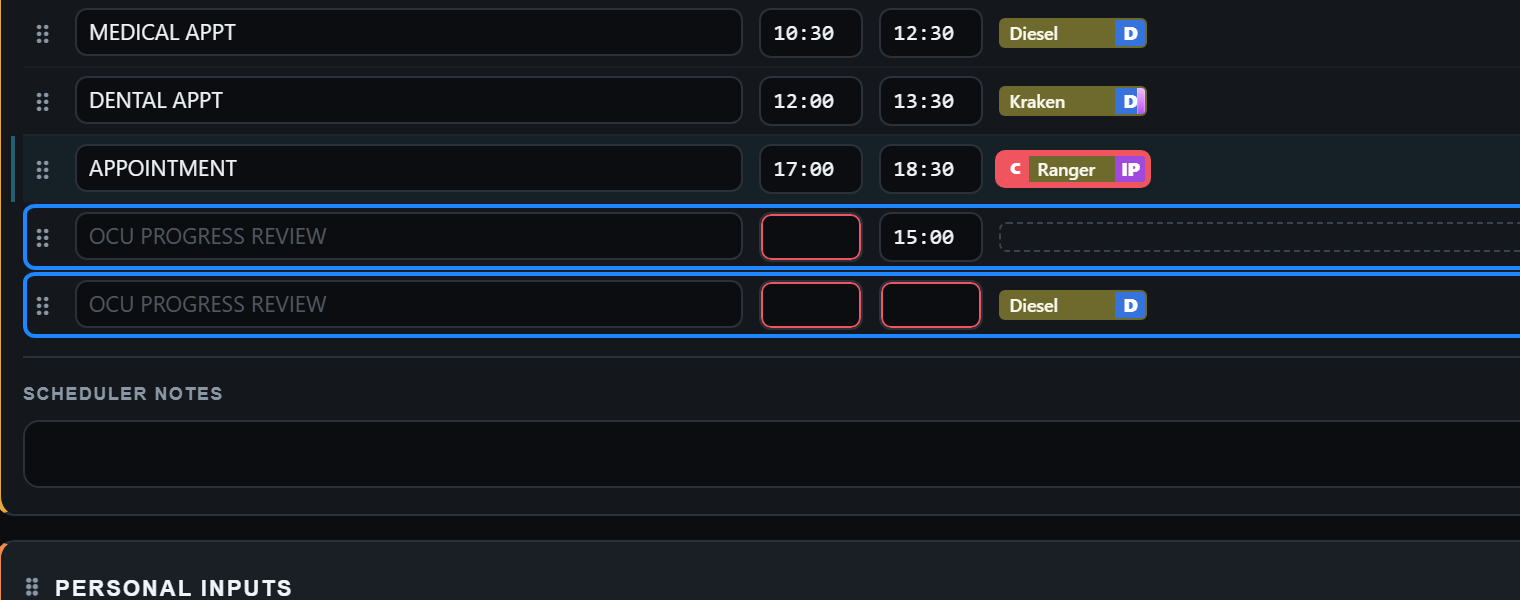 MEDICAL APPT 10:30 12:30 Diesel D
DENTAL APPT 12:00 13:30 Kraken D
APPOINTMENT 17:00 18:30 C Ranger IP
OCU PROGRESS REVIEW 15:00
OCU PROGRESS REVIEW Diesel D
SCHEDULER NOTES
PERSONAL INPUTS